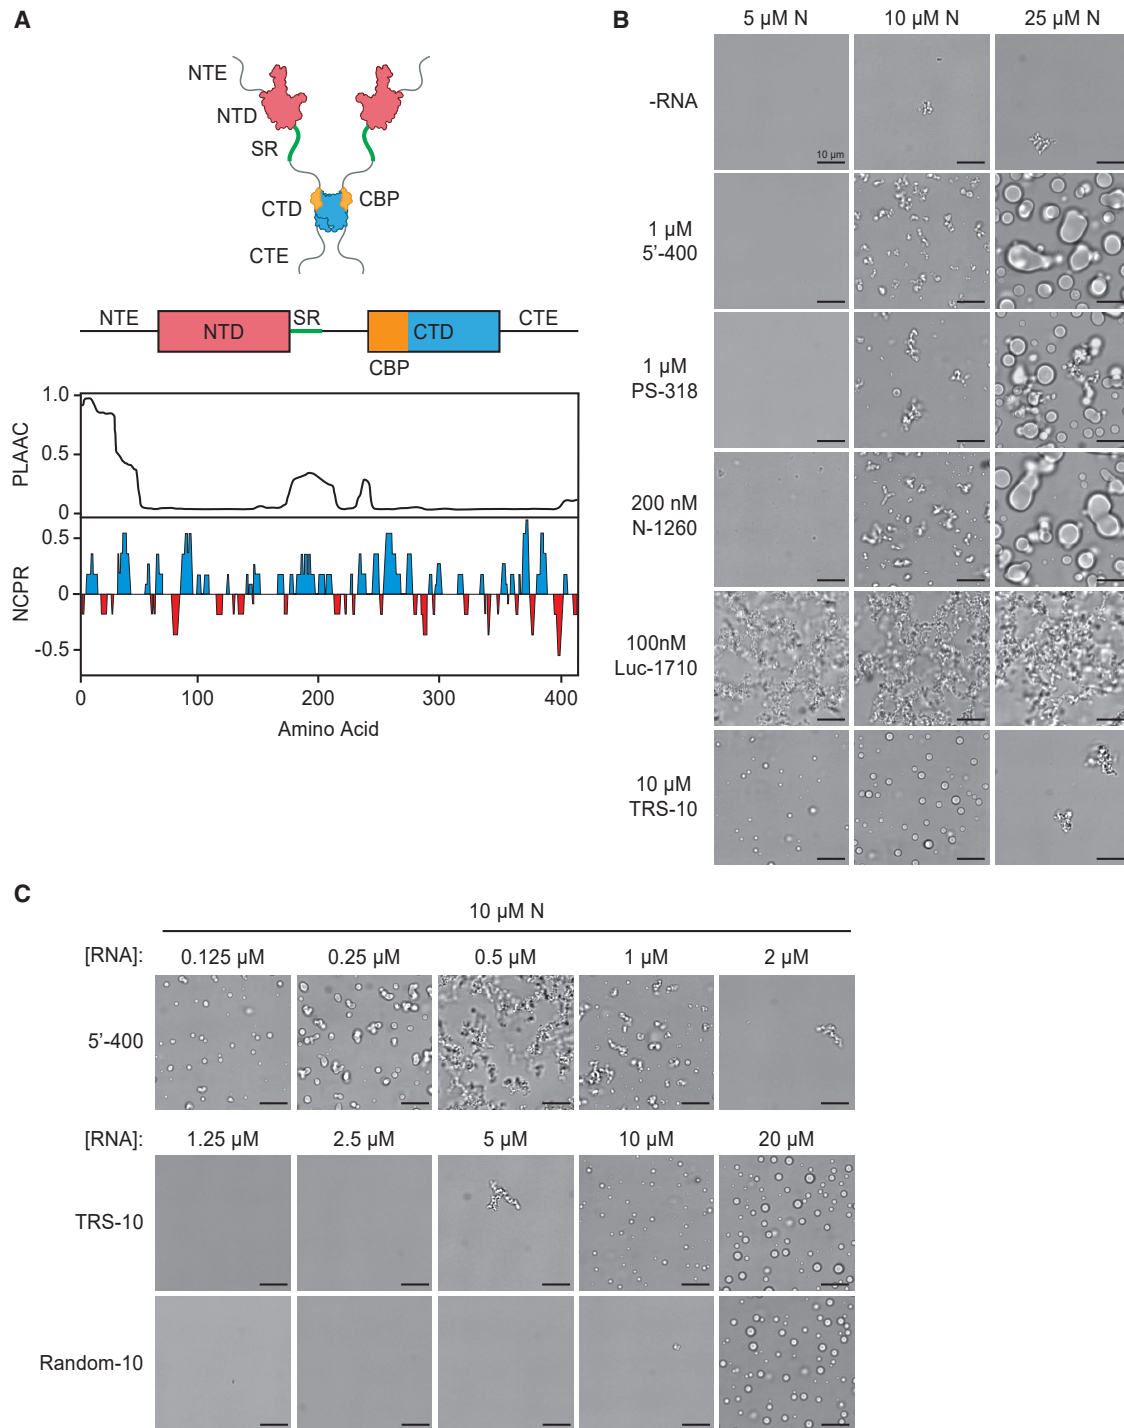 A
NTE
NTD
SR
CTD
CBP
CTE
NTE
NTD
SR
CTD
CTE
CBP
1.0
0.5
0
PLAAC
0.5
0
-0.5
NCPR
0 100 200 300 400
Amino Acid
B
5 µM N 10 µM N 25 µM N
-RNA
10 µm
1 µM
5'-400
1 µM
PS-318
200 nM
N-1260
100nM
Luc-1710
10 µM
TRS-10
C
10 µM N
[RNA]: 0.125 µM 0.25 µM 0.5 µM 1 µM 2 µM
5'-400
[RNA]: 1.25 µM 2.5 µM 5 µM 10 µM 20 µM
TRS-10
Random-10